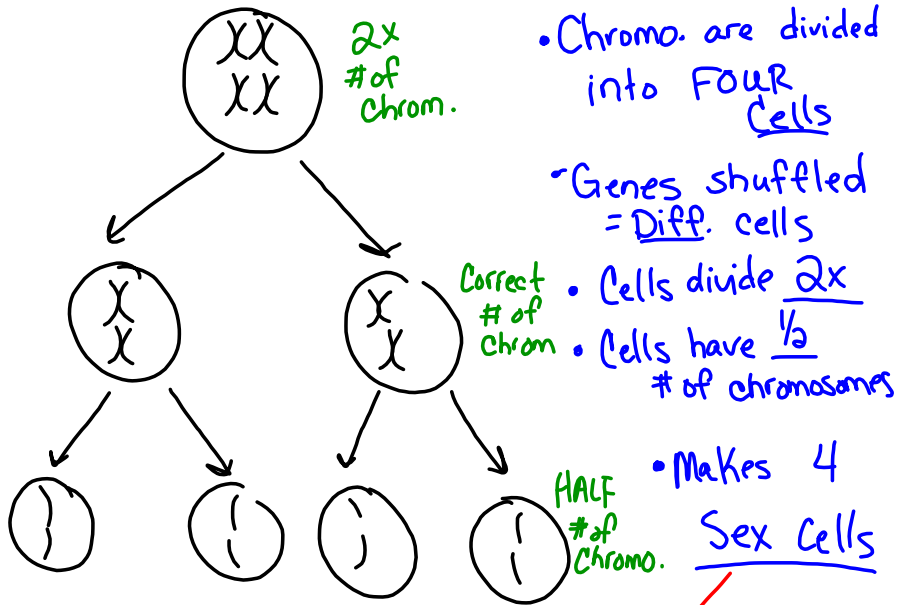 2x
# of
Chrom.
• Chromo. are divided
into FOUR
Cells
- Genes shuffled
= Diff. cells
Correct
# of
Chrom
• Cells divide 2x
• Cells have 1/2
# of chromosomes
HALF
# of
Chromo.
• Makes 4
Sex Cells